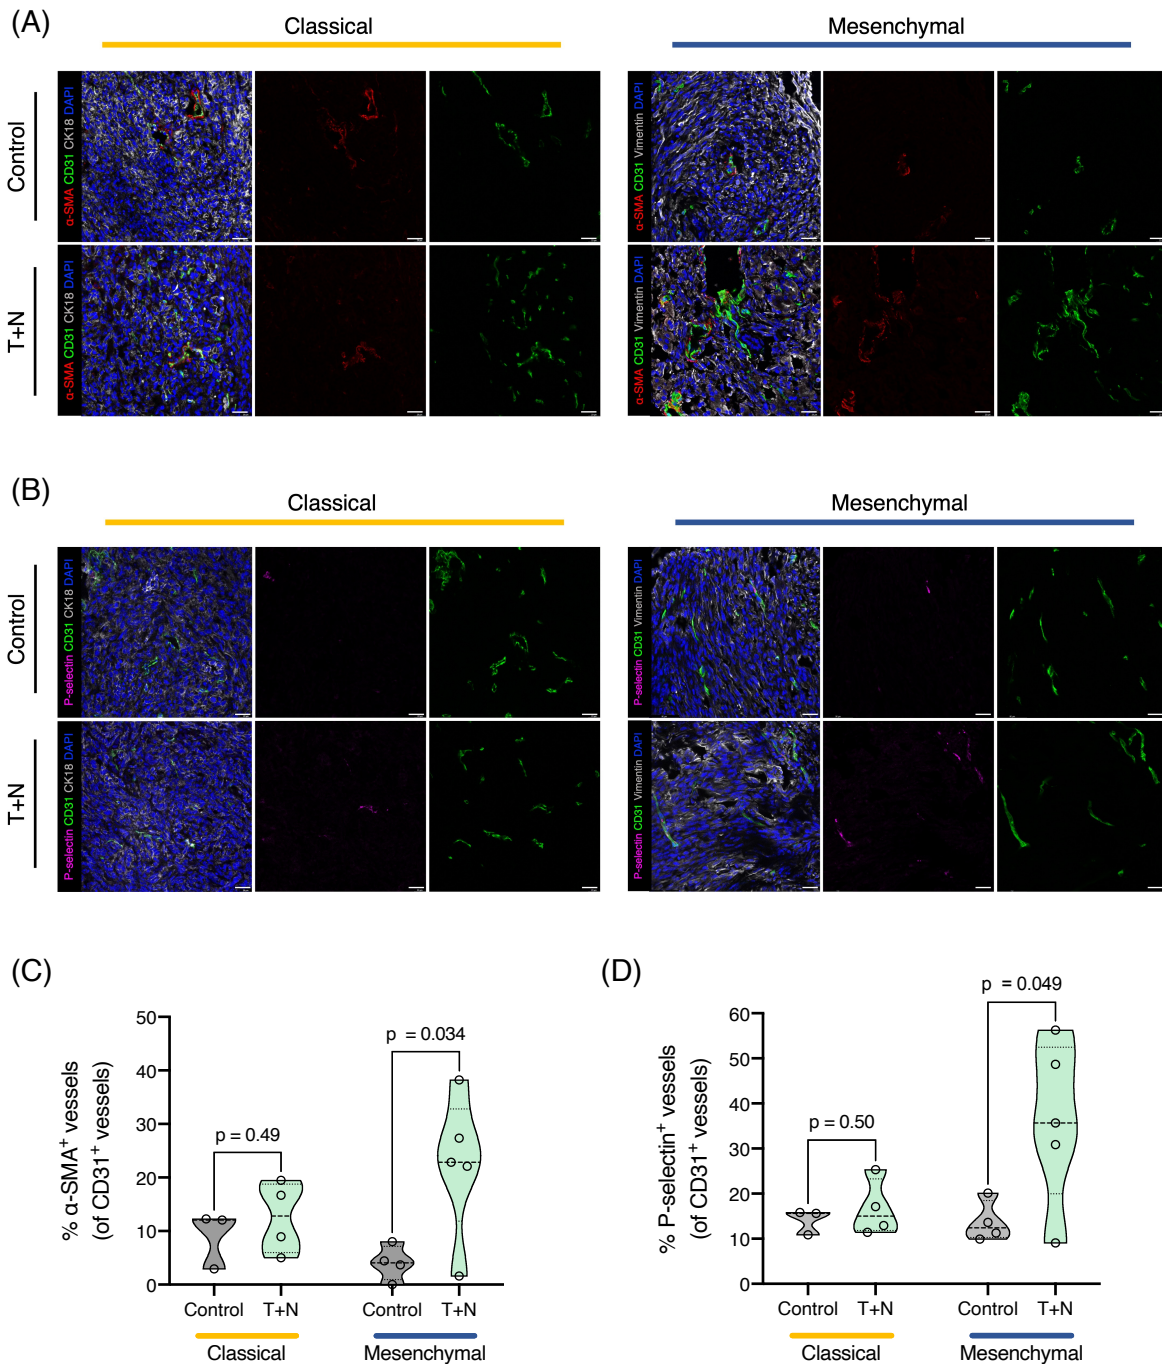 (A)
Classical
Mesenchymal
Control
α-SMA CD31 CK18 DAPI
α-SMA CD31 Vimentin DAPI
T+N
α-SMA CD31 CK18 DAPI
α-SMA CD31 Vimentin DAPI
(B)
Classical
Mesenchymal
Control
P-selectin CD31 CK18 DAPI
P-selectin CD31 Vimentin DAPI
T+N
P-selectin CD31 CK18 DAPI
P-selectin CD31 Vimentin DAPI
(C)
% α-SMA⁺ vessels
(of CD31⁺ vessels)
50
40
30
20
10
0
p = 0.49
p = 0.034
Control T+N Control T+N
Classical Mesenchymal
(D)
% P-selectin⁺ vessels
(of CD31⁺ vessels)
60
50
40
30
20
10
0
p = 0.50
p = 0.049
Control T+N Control T+N
Classical Mesenchymal